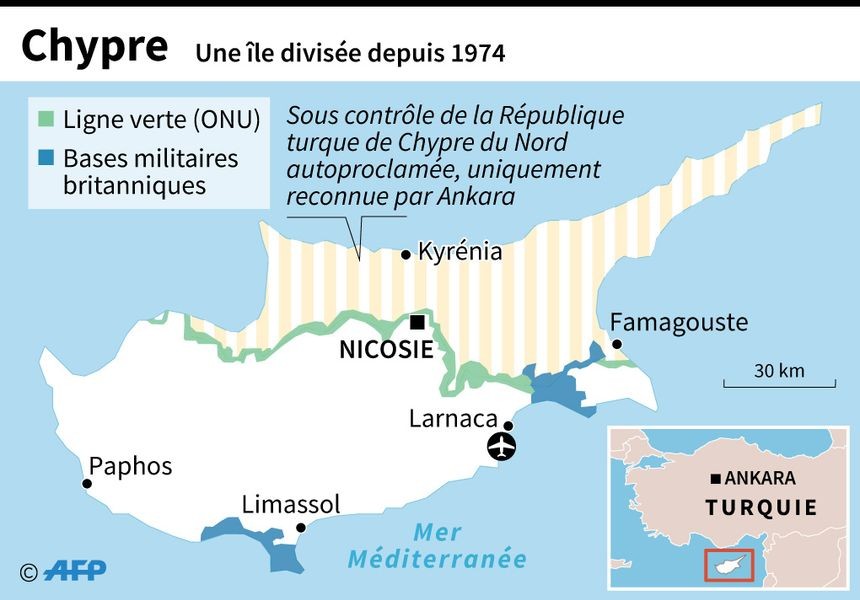 Chypre
Une île divisée depuis 1974
Ligne verte (ONU)
Bases militaires
britanniques
Sous contrôle de la République
turque de Chypre du Nord
autoproclamée, uniquement
reconnue par Ankara
Kyrénia
Famagouste
NICOSIE
30 km
Larnaca
Paphos
Limassol
Mer
Méditerranée
ANKARA
TURQUIE
© AFP